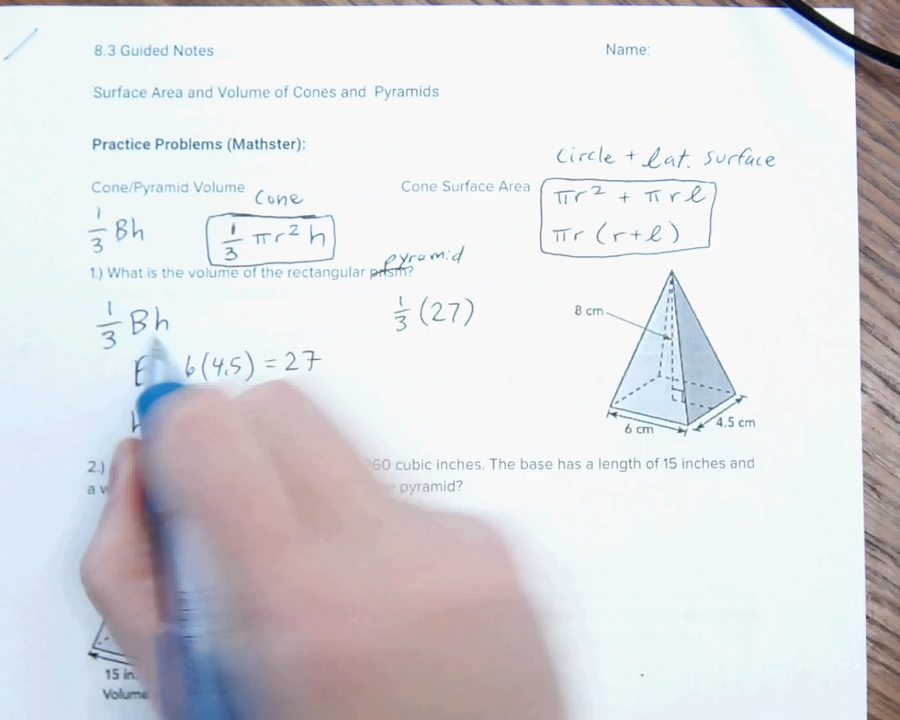 8.3 Guided Notes Name:
Surface Area and Volume of Cones and Pyramids
Practice Problems (Mathster):
Circle + lat. surface
Cone/Pyramid Volume Cone Cone Surface Area πr² + πrl
1/3 Bh 1/3 πr²h πr (r+l)
pyramid
1.) What is the volume of the rectangular prism?
1/3 Bh 1/3 (27) 8 cm
6(4.5) = 27
6 cm 4.5 cm
2.) 260 cubic inches. The base has a length of 15 inches and
a pyramid?
15 in.
Volume